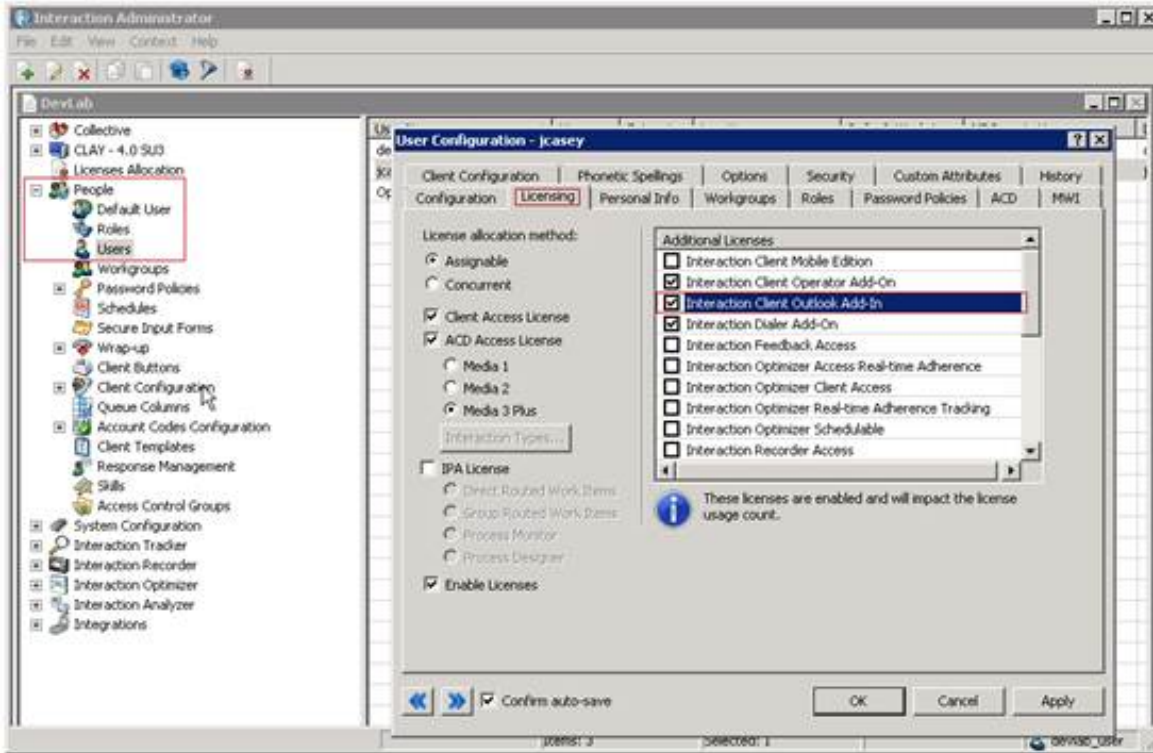 Interaction Administrator
File Edit View Context Help
DevLab
Collective
CLAY - 4.0 SU3
Licenses Allocation
People
Default User
Roles
Users
Workgroups
Password Policies
Schedules
Secure Input Forms
Wrap-up
Client Buttons
Client Configuration
Queue Columns
Account Codes Configuration
Client Templates
Response Management
Skills
Access Control Groups
System Configuration
Interaction Tracker
Interaction Recorder
Interaction Optimizer
Interaction Analyzer
Integrations
User Configuration - jcasey
Client Configuration Phonetic Spellings Options Security Custom Attributes History
Configuration Licensing Personal Info Workgroups Roles Password Policies ACD MWI
License allocation method:
Assignable
Concurrent
Client Access License
ACD Access License
Media 1
Media 2
Media 3 Plus
Interaction Types...
IPA License
Direct Routed Work Items
Group Routed Work Items
Process Monitor
Process Designer
Enable Licenses
Additional Licenses
Interaction Client Mobile Edition
Interaction Client Operator Add-On
Interaction Client Outlook Add-In
Interaction Dialer Add-On
Interaction Feedback Access
Interaction Optimizer Access Real-time Adherence
Interaction Optimizer Client Access
Interaction Optimizer Real-time Adherence Tracking
Interaction Optimizer Schedulable
Interaction Recorder Access
These licenses are enabled and will impact the license
usage count.
Confirm auto-save
OK Cancel Apply
Items: 3 Selected: 1 devlab_user